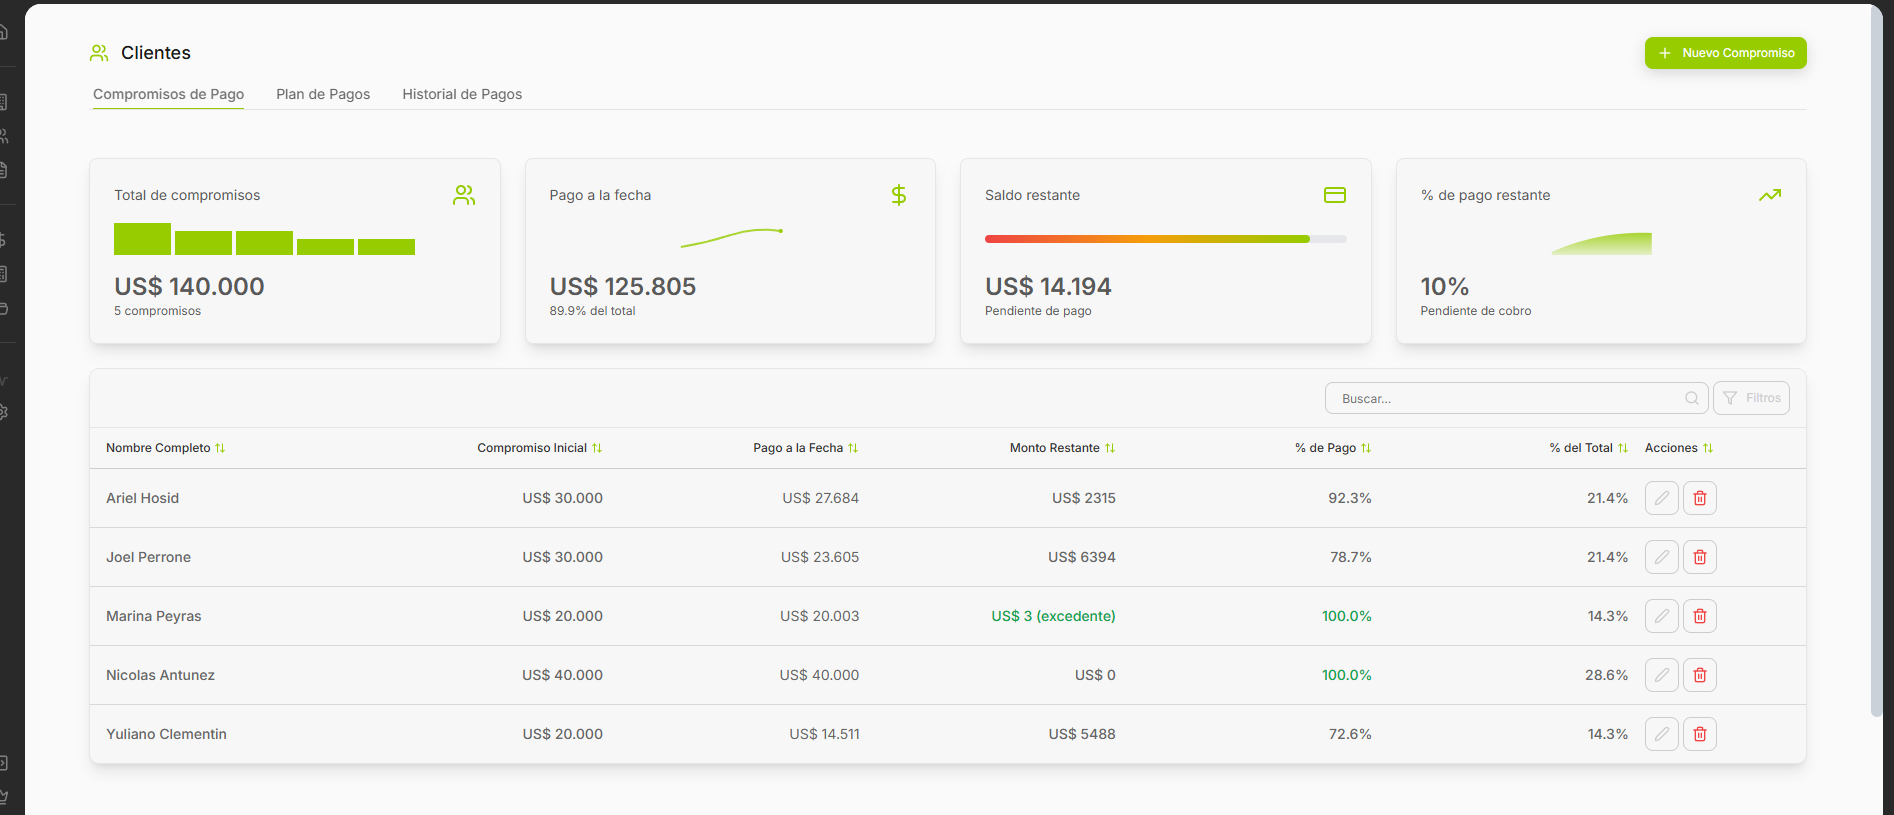 Clientes
Nuevo Compromiso
Compromisos de Pago Plan de Pagos Historial de Pagos
Total de compromisos
US$ 140.000
5 compromisos
Pago a la fecha
US$ 125.805
89.9% del total
Saldo restante
US$ 14.194
Pendiente de pago
% de pago restante
10%
Pendiente de cobro
Buscar... Filtros
Nombre Completo Compromiso Inicial Pago a la Fecha Monto Restante % de Pago % del Total Acciones
Ariel Hosid US$ 30.000 US$ 27.684 US$ 2315 92.3% 21.4%
Joel Perrone US$ 30.000 US$ 23.605 US$ 6394 78.7% 21.4%
Marina Peyras US$ 20.000 US$ 20.003 US$ 3 (excedente) 100.0% 14.3%
Nicolas Antunez US$ 40.000 US$ 40.000 US$ 0 100.0% 28.6%
Yuliano Clementin US$ 20.000 US$ 14.511 US$ 5488 72.6% 14.3%